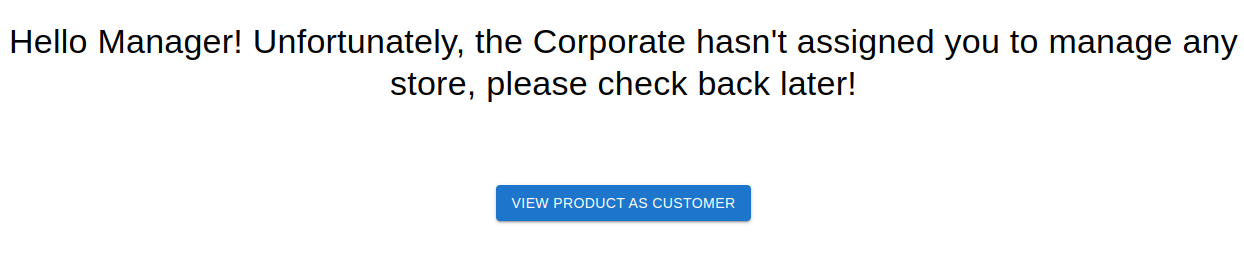 Hello Manager! Unfortunately, the Corporate hasn't assigned you to manage any
store, please check back later!
VIEW PRODUCT AS CUSTOMER